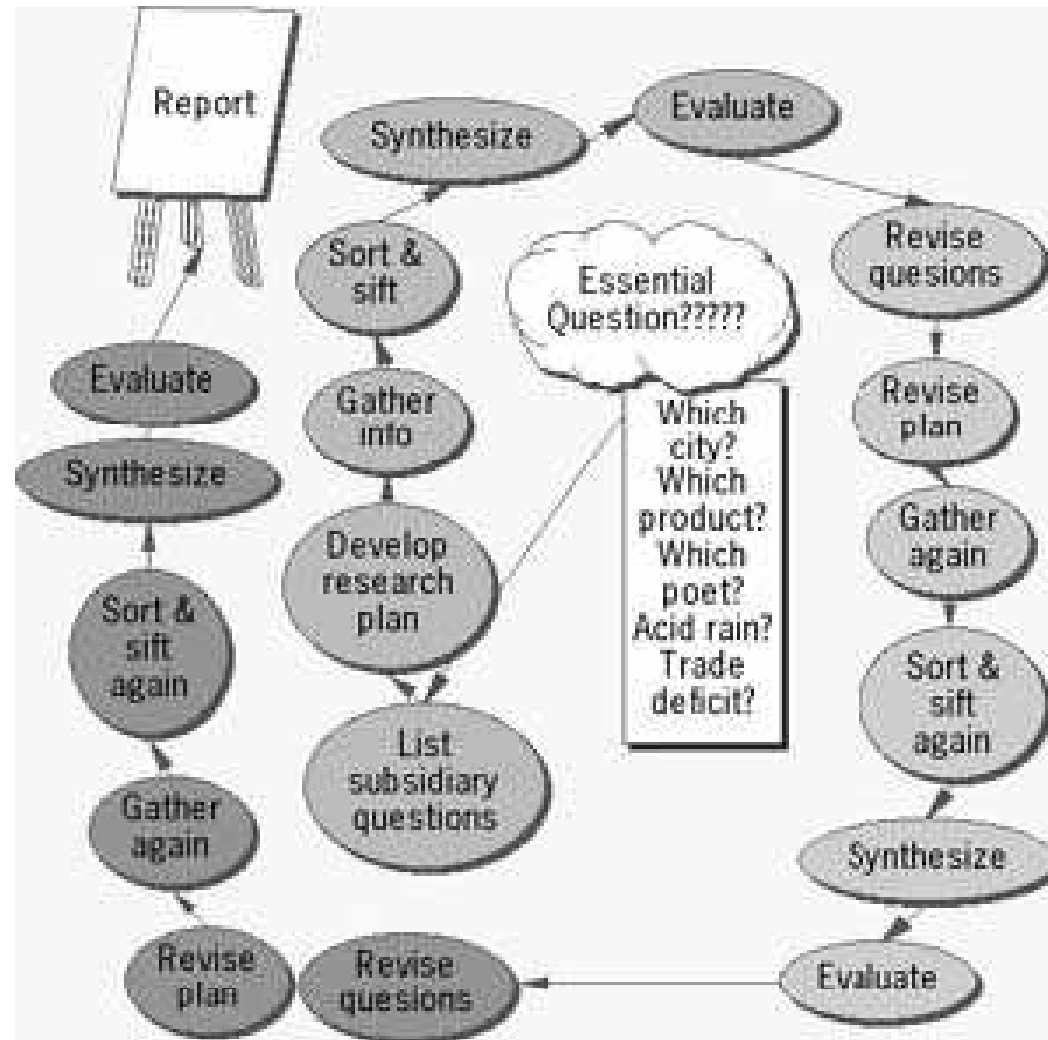 Report
Synthesize
Evaluate
Revise
quesions
Sort &
sift
Essential
Question?????
Evaluate
Gather
info
Which
city?
Which
product?
Which
poet?
Acid rain?
Trade
deficit?
Revise
plan
Synthesize
Develop
research
plan
Gather
again
Sort &
sift
again
List
subsidiary
questions
Sort &
sift
again
Gather
again
Synthesize
Revise
plan
Revise
quesions
Evaluate